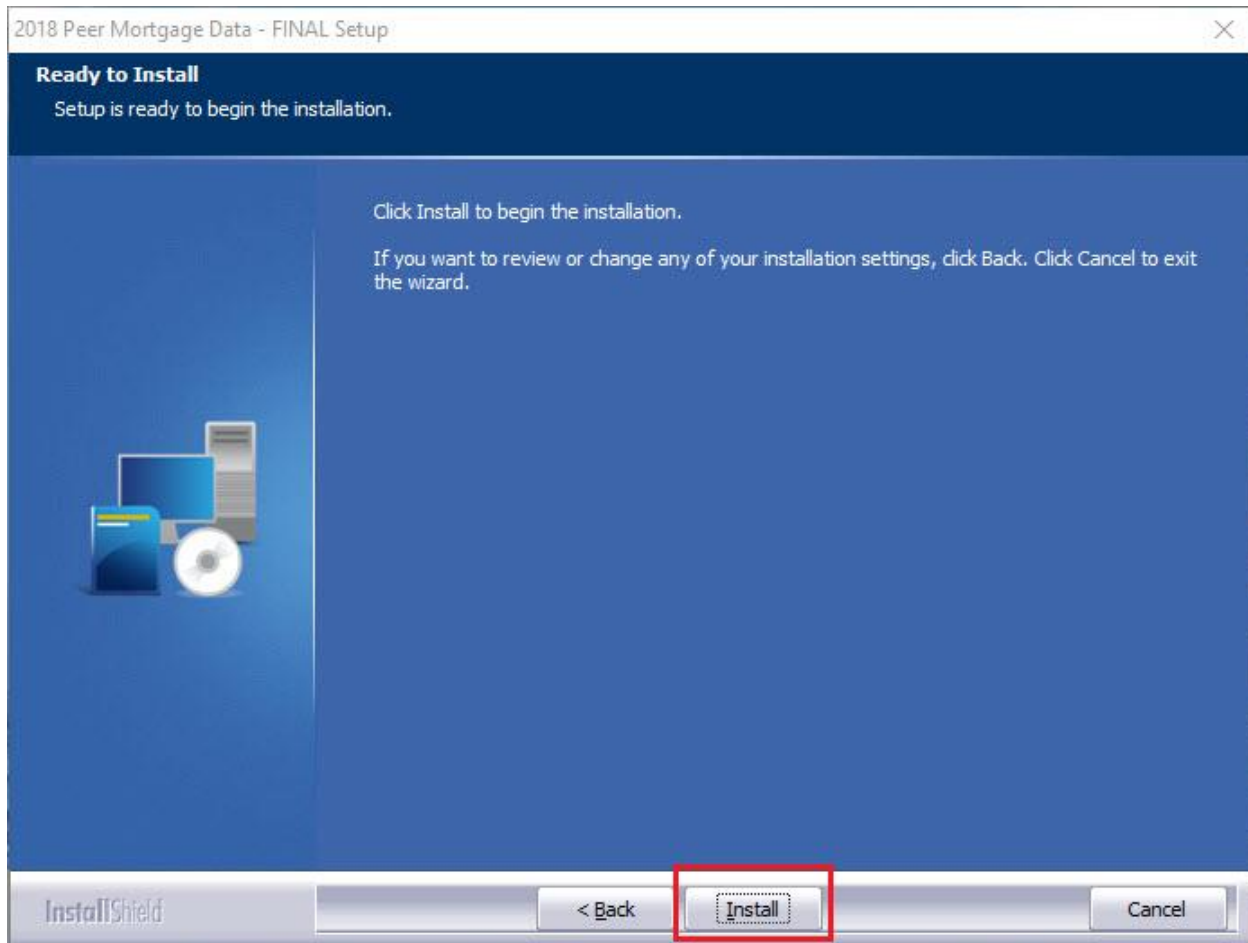 2018 Peer Mortgage Data - FINAL Setup
Ready to Install
Setup is ready to begin the installation.
Click Install to begin the installation.
If you want to review or change any of your installation settings, click Back. Click Cancel to exit
the wizard.
InstallShield
< Back
Install
Cancel